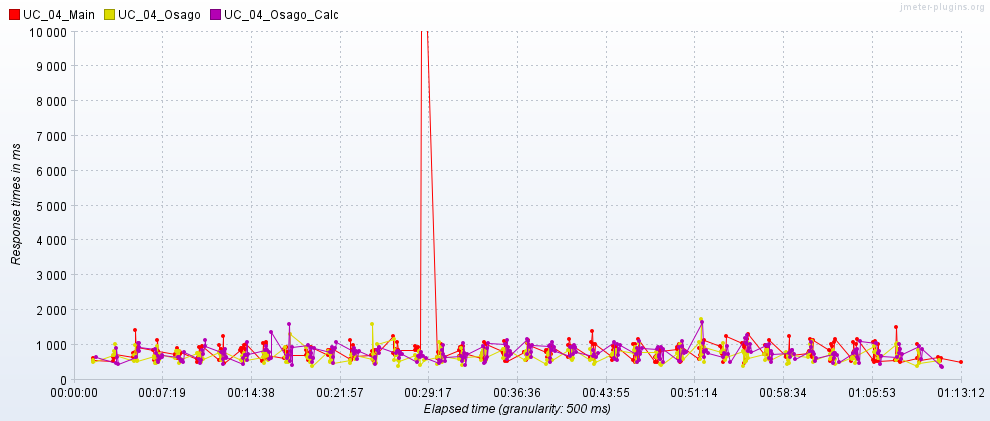 UC_04_Main UC_04_Osago UC_04_Osago_Calc
jmeter-plugins.org
10 000
9 000
8 000
7 000
6 000
5 000
4 000
3 000
2 000
1 000
0
Response times in ms
00:00:00 00:07:19 00:14:38 00:21:57 00:29:17 00:36:36 00:43:55 00:51:14 00:58:34 01:05:53 01:13:12
Elapsed time (granularity: 500 ms)